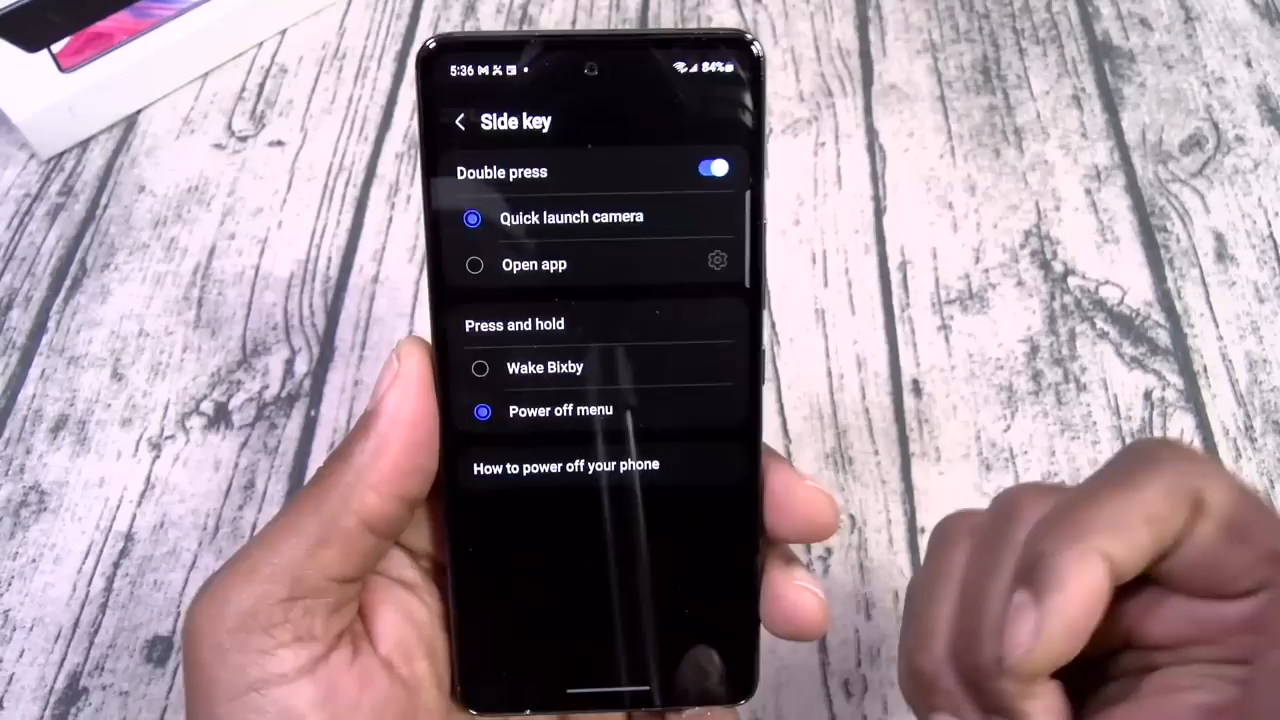 5:36 84%
Side key
Double press
Quick launch camera
Open app
Press and hold
Wake Bixby
Power off menu
How to power off your phone